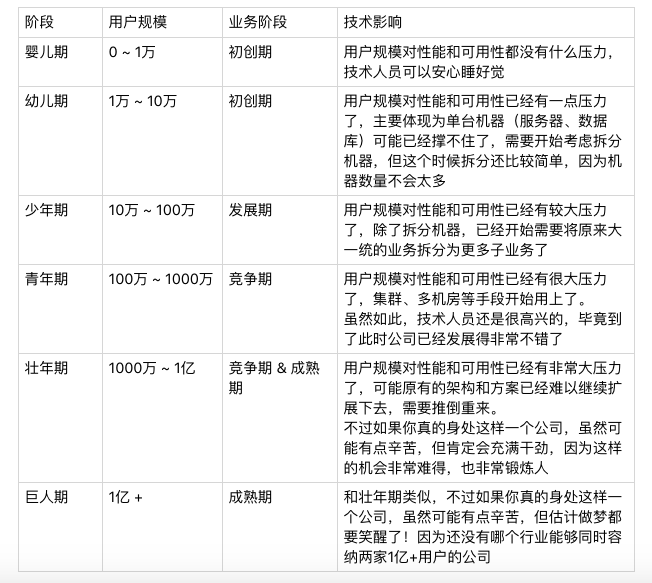 阶段 用户规模 业务阶段 技术影响
婴儿期 0 ~ 1万 初创期 用户规模对性能和可用性都没有什么压力，
技术人员可以安心睡好觉
幼儿期 1万 ~ 10万 初创期 用户规模对性能和可用性已经有一点压力
了，主要体现为单台机器（服务器、数据
库）可能已经撑不住了，需要开始考虑拆分
机器，但这个时候拆分还比较简单，因为机
器数量不会太多
少年期 10万 ~ 100万 发展期 用户规模对性能和可用性已经有较大压力
了，除了拆分机器，已经开始需要将原来大
一统的业务拆分为更多子业务了
青年期 100万 ~ 1000万 竞争期 用户规模对性能和可用性已经有很大压力
了，集群、多机房等手段开始用上了。
虽然如此，技术人员还是很高兴的，毕竟到
了此时公司已经发展得非常不错了
壮年期 1000万 ~ 1亿 竞争期 & 成熟 用户规模对性能和可用性已经有非常大压力
期 了，可能原有的架构和方案已经难以继续扩
展下去，需要推倒重来。
不过如果你真的身处这样一个公司，虽然可
能有点辛苦，但肯定会充满干劲，因为这样
的机会非常难得，也非常锻炼人
巨人期 1亿 + 成熟期 和壮年期类似，不过如果你真的身处这样一
个公司，虽然可能有点辛苦，但估计做梦都
要笑醒了！因为还没有哪个行业能够同时容
纳两家1亿+用户的公司